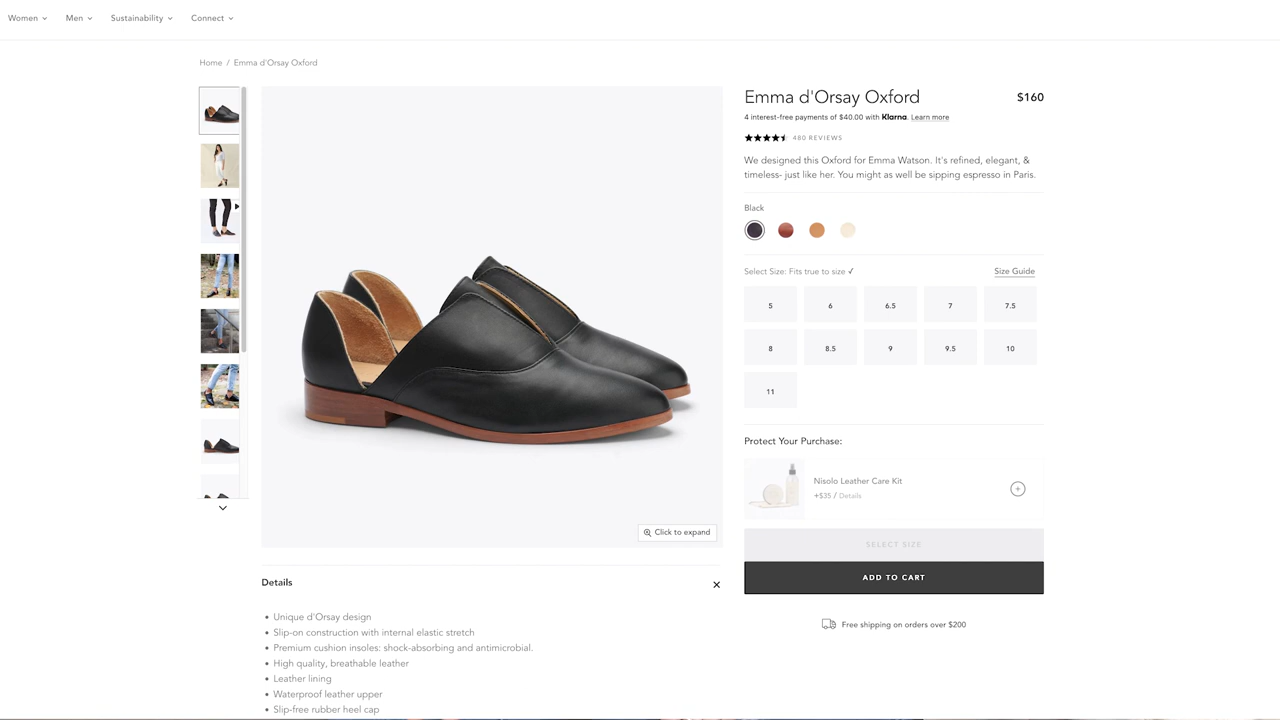 Women
Men
Sustainability
Connect
Home / Emma d'Orsay Oxford
Emma d'Orsay Oxford
$160
4 interest-free payments of $40.00 with Klarna. Learn more
480 REVIEWS
We designed this Oxford for Emma Watson. It's refined, elegant, &
timeless- just like her. You might as well be sipping espresso in Paris.
Black
Select Size: Fits true to size ✓
Size Guide
5
6
6.5
7
7.5
8
8.5
9
9.5
10
11
Protect Your Purchase:
Nisolo Leather Care Kit
+$35 / Details
SELECT SIZE
ADD TO CART
Free shipping on orders over $200
Click to expand
Details
• Unique d'Orsay design
• Slip-on construction with internal elastic stretch
• Premium cushion insoles: shock-absorbing and antimicrobial.
• High quality, breathable leather
• Leather lining
• Waterproof leather upper
• Slip-free rubber heel cap